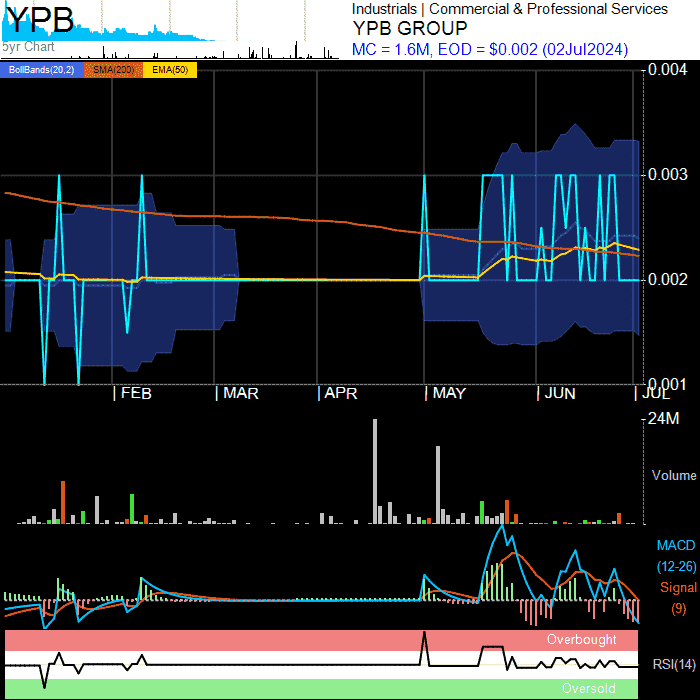 YPB
5yr Chart
Industrials | Commercial & Professional Services
YPB GROUP
MC = 1.6M, EOD = $0.002 (02Jul2024)
BollBands(20,2) SMA(200) EMA(50)
0.004
0.003
0.002
0.001
FEB MAR APR MAY JUN JUL
24M
Volume
MACD
(12-26)
Signal
(9)
Overbought
RSI(14)
Oversold